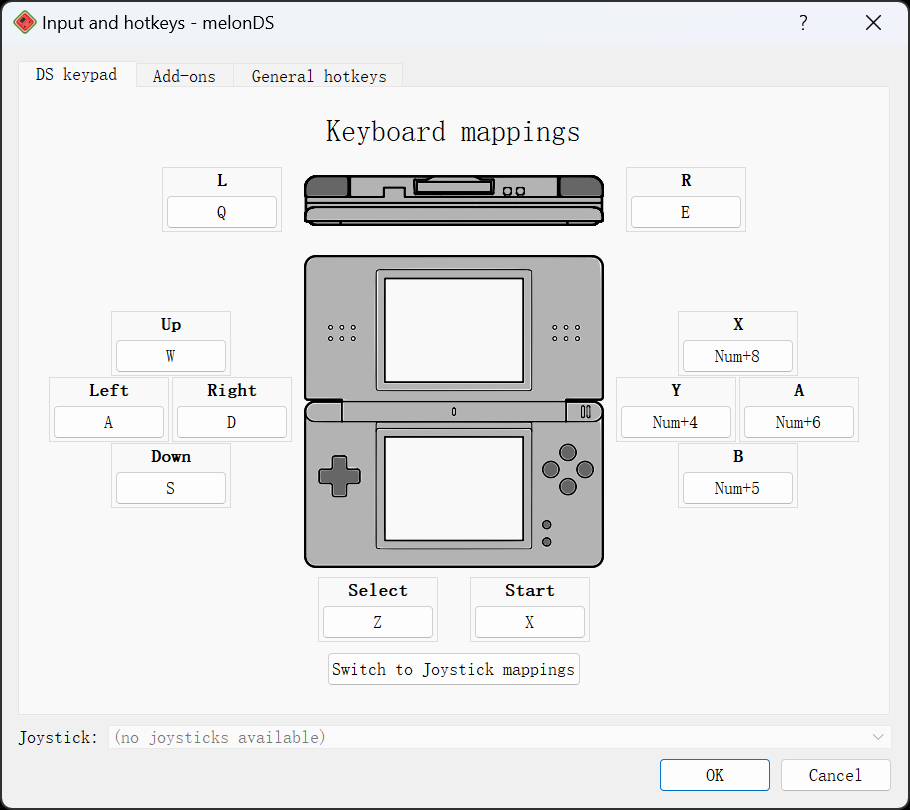 Input and hotkeys - melonDS
?
DS keypad
Add-ons
General hotkeys
Keyboard mappings
L
Q
R
E
Up
W
Left
A
Right
D
Down
S
X
Num+8
Y
Num+4
A
Num+6
B
Num+5
Select
Z
Start
X
Switch to Joystick mappings
Joystick: (no joysticks available)
OK
Cancel